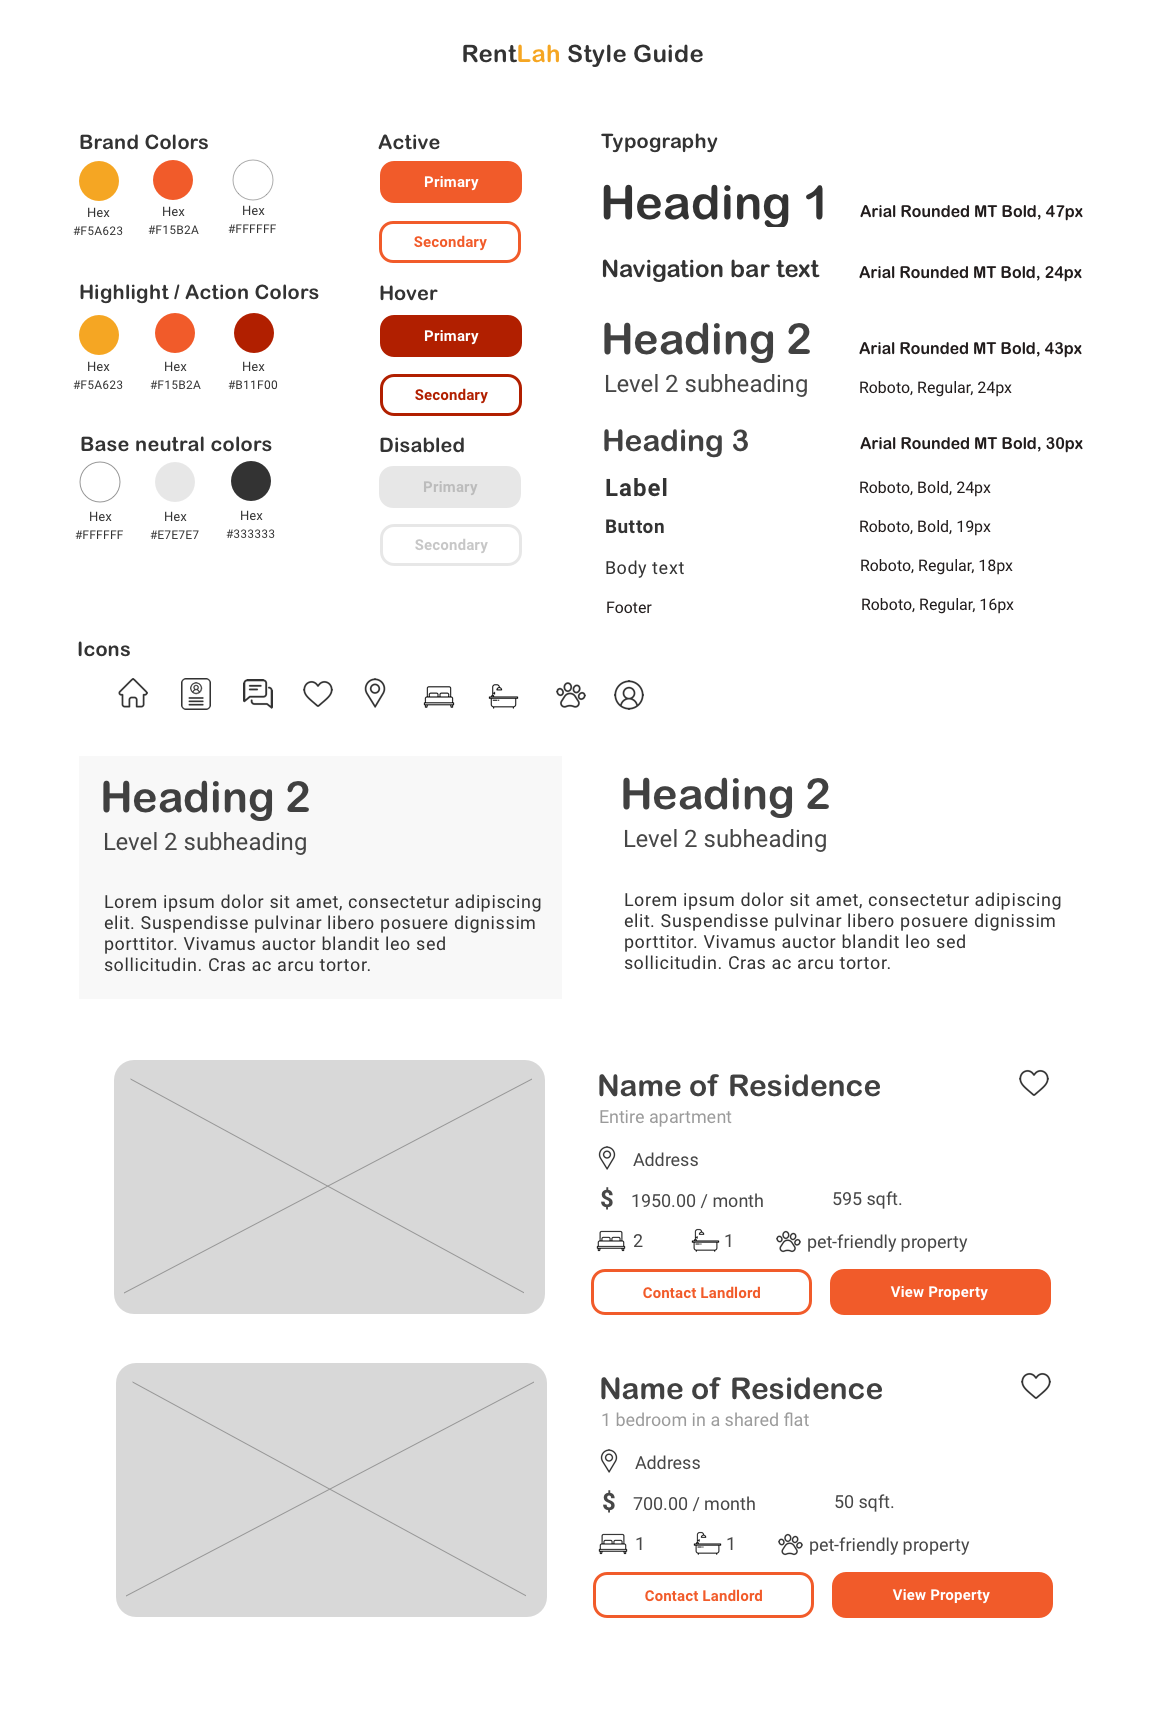 RentLah Style Guide
Brand Colors
Hex
#F5A623
Hex
#F15B2A
Hex
#FFFFFF
Highlight / Action Colors
Hex
#F5A623
Hex
#F15B2A
Hex
#B11F00
Base neutral colors
Hex
#FFFFFF
Hex
#E7E7E7
Hex
#333333
Active
Primary
Secondary
Hover
Primary
Secondary
Disabled
Primary
Secondary
Typography
Heading 1
Arial Rounded MT Bold, 47px
Navigation bar text
Arial Rounded MT Bold, 24px
Heading 2
Arial Rounded MT Bold, 43px
Level 2 subheading
Roboto, Regular, 24px
Heading 3
Arial Rounded MT Bold, 30px
Label
Roboto, Bold, 24px
Button
Roboto, Bold, 19px
Body text
Roboto, Regular, 18px
Footer
Roboto, Regular, 16px
Icons
Heading 2
Level 2 subheading
Lorem ipsum dolor sit amet, consectetur adipiscing
elit. Suspendisse pulvinar libero posuere dignissim
porttitor. Vivamus auctor blandit leo sed
sollicitudin. Cras ac arcu tortor.
Heading 2
Level 2 subheading
Lorem ipsum dolor sit amet, consectetur adipiscing
elit. Suspendisse pulvinar libero posuere dignissim
porttitor. Vivamus auctor blandit leo sed
sollicitudin. Cras ac arcu tortor.
Name of Residence
Entire apartment
Address
$ 1950.00 / month 595 sqft.
2 1 pet-friendly property
Contact Landlord
View Property
Name of Residence
1 bedroom in a shared flat
Address
$ 700.00 / month 50 sqft.
1 1 pet-friendly property
Contact Landlord
View Property